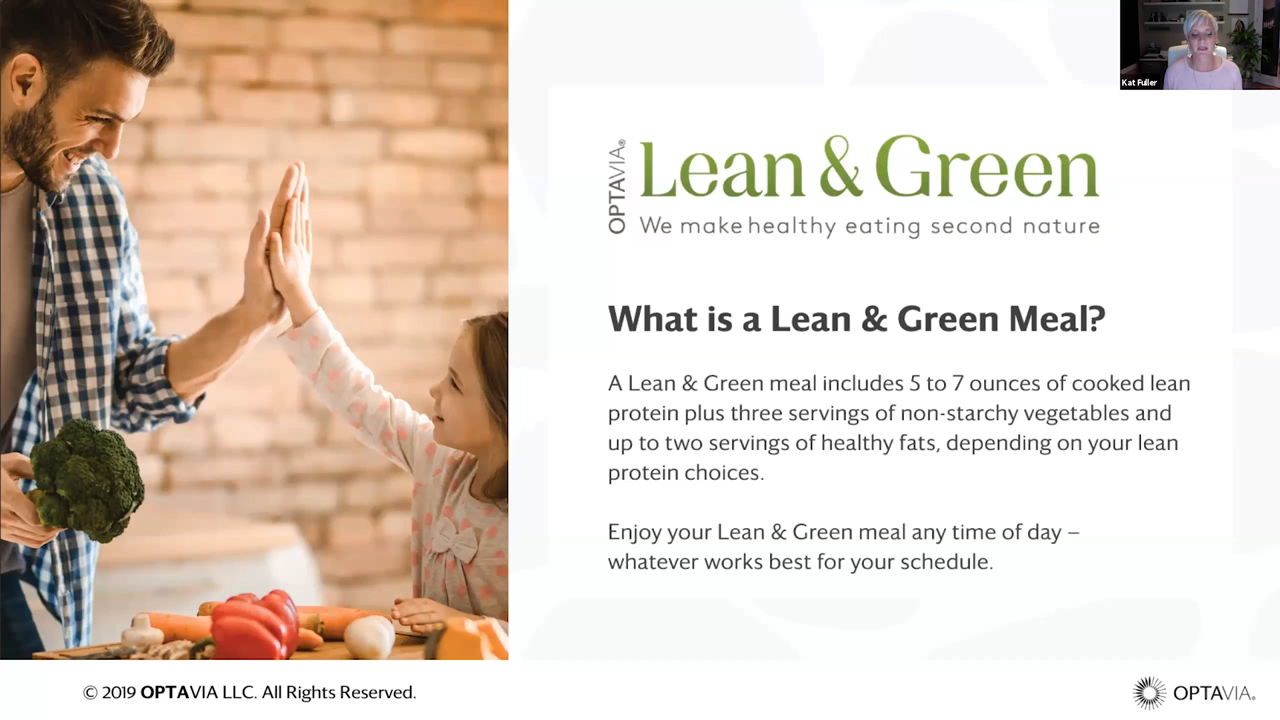 Kat Fuller
OPTAVIA®
Lean & Green
We make healthy eating second nature
What is a Lean & Green Meal?
A Lean & Green meal includes 5 to 7 ounces of cooked lean
protein plus three servings of non-starchy vegetables and
up to two servings of healthy fats, depending on your lean
protein choices.
Enjoy your Lean & Green meal any time of day –
whatever works best for your schedule.
© 2019 OPTAVIA LLC. All Rights Reserved.
OPTAVIA®